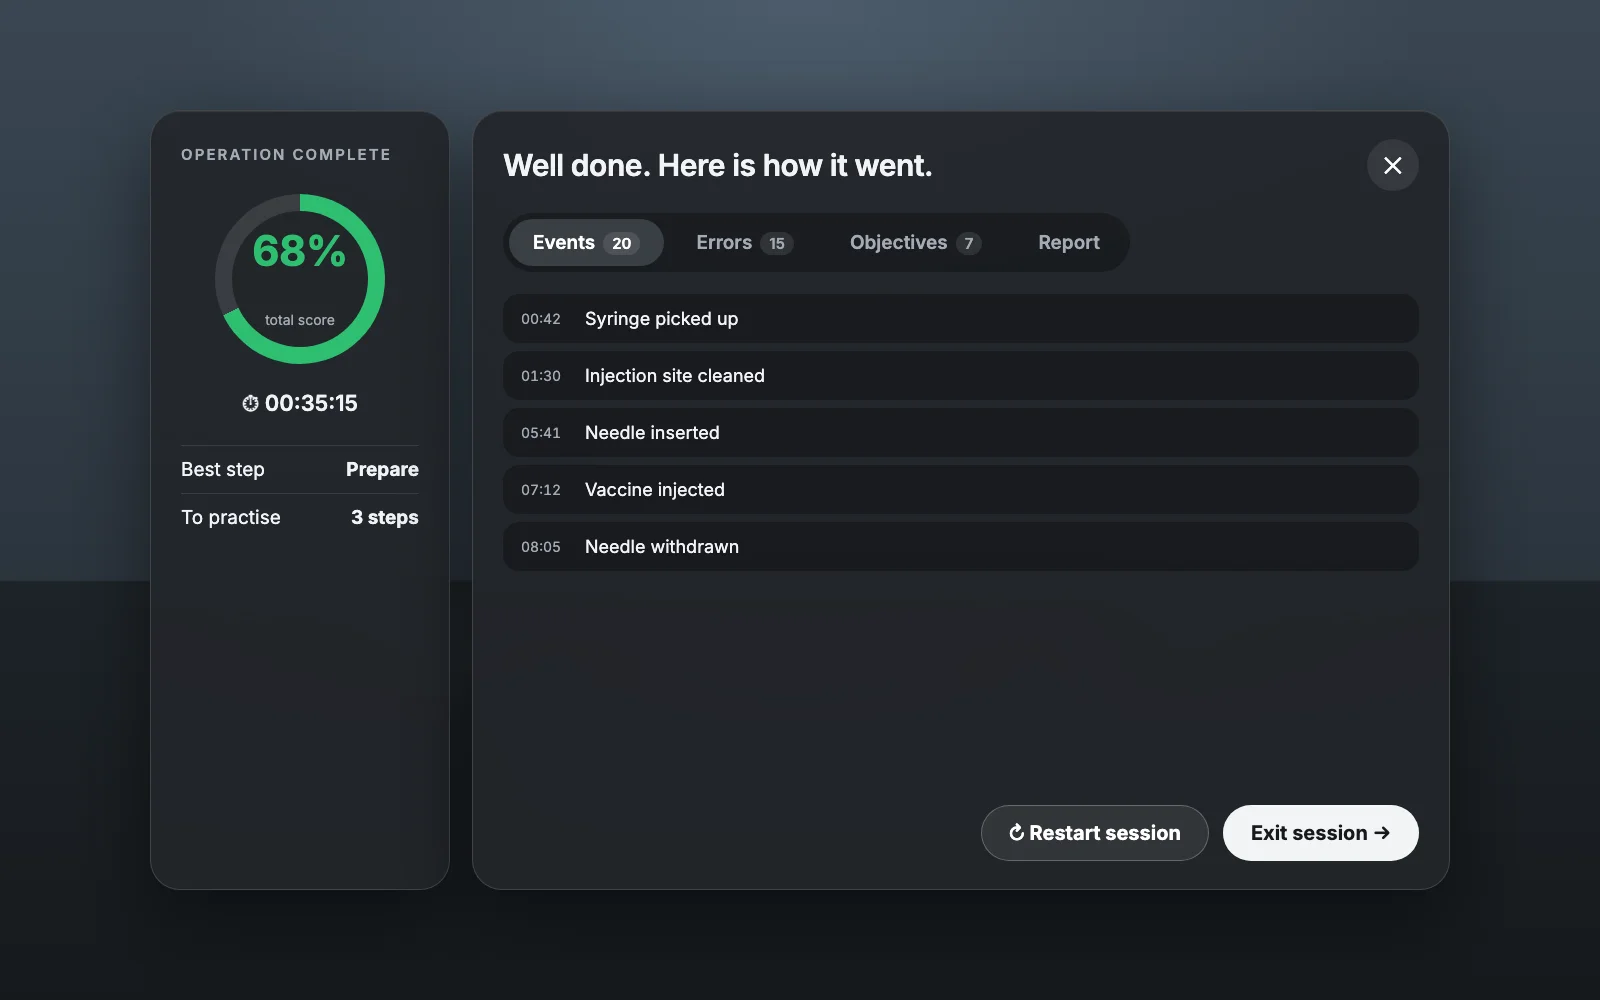 OPERATION COMPLETE
68%
total score
⏱ 00:35:15
Best step Prepare
To practise 3 steps
Well done. Here is how it went.
Events 20 Errors 15 Objectives 7 Report
00:42 Syringe picked up
01:30 Injection site cleaned
05:41 Needle inserted
07:12 Vaccine injected
08:05 Needle withdrawn
↻ Restart session Exit session →